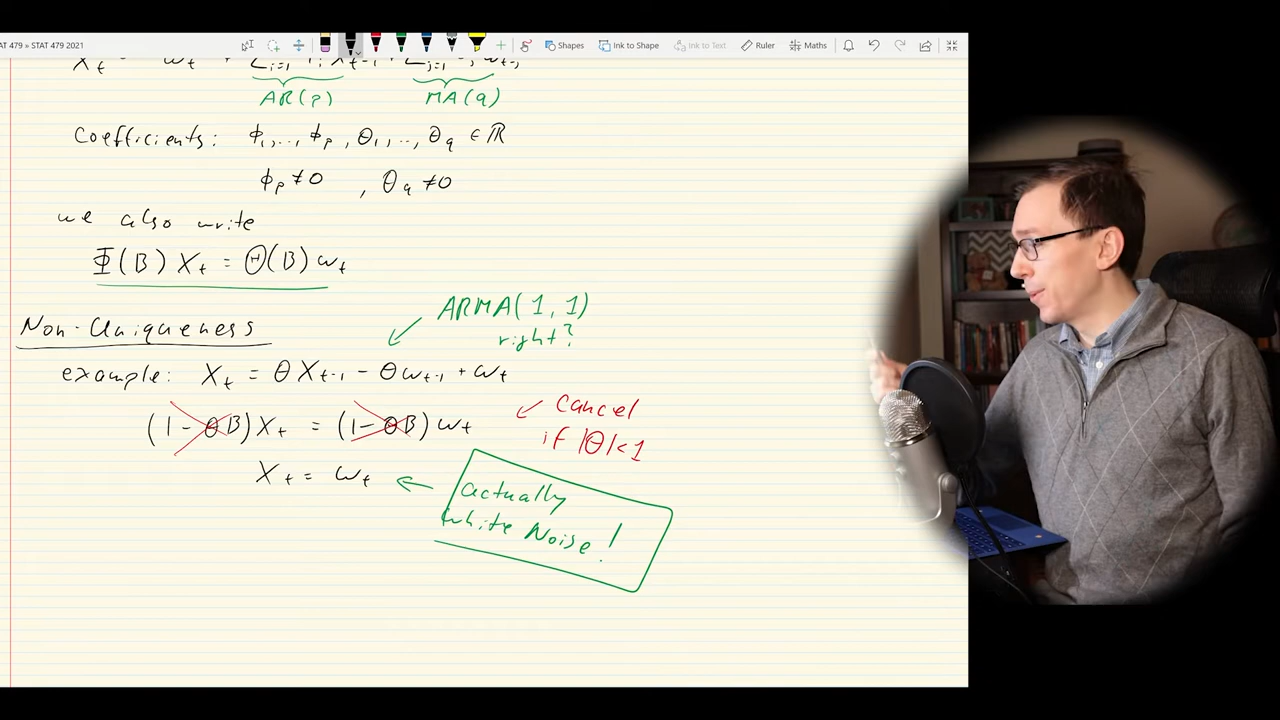 AT 479 » STAT 479 2021
Shapes Ink to Shape Ink to Text Ruler Maths
AR(p) MA(q)
Coefficients: ϕ₁,..,ϕₚ, θ₁,..,θ_q ∈ ℝ
ϕₚ ≠ 0 , θ_q ≠ 0
we also write
Φ(B) Xₜ = Θ(B) wₜ
ARMA(1,1)
right?
Non-Uniqueness
example: Xₜ = θXₜ₋₁ - θwₜ₋₁ + wₜ
(1-θB)Xₜ = (1-θB)wₜ
cancel
if |θ|<1
Xₜ = wₜ
actually
White Noise!